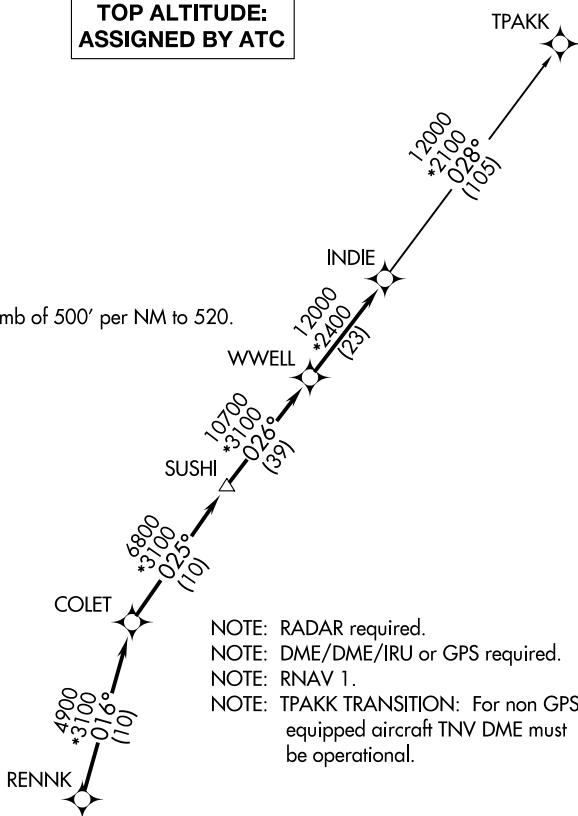 TOP ALTITUDE:
ASSIGNED BY ATC
TPAKK
12000
*2100
028°
(105)
INDIE
mb of 500' per NM to 520.
12000
*2400
(23)
WWELL
10700
*3100
026°
(39)
SUSHI
6800
*3100
025°
(10)
COLET
NOTE: RADAR required.
NOTE: DME/DME/IRU or GPS required.
NOTE: RNAV 1.
NOTE: TPAKK TRANSITION: For non GPS
equipped aircraft TNV DME must
be operational.
4900
*3100
016°
(10)
RENNK